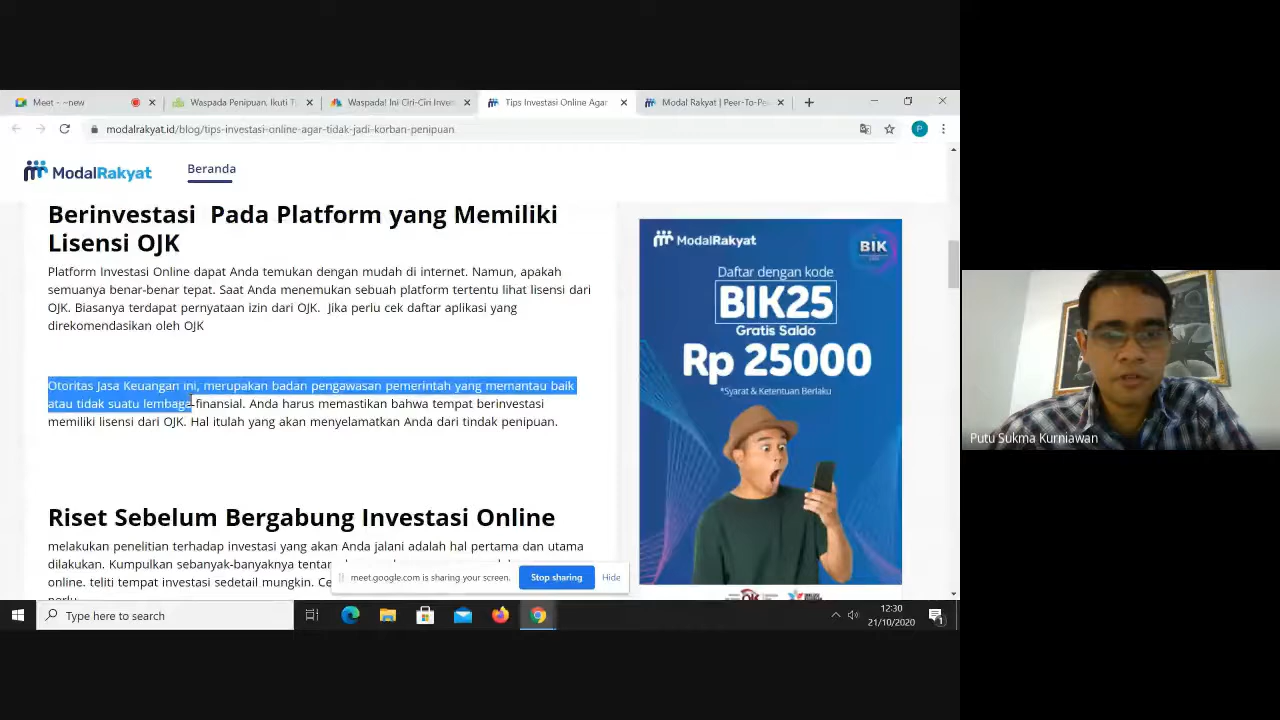 Meet - ~new
Waspada Penipuan, Ikuti T
Waspada! Ini Ciri-Ciri Inves
Tips Investasi Online Agar
Modal Rakyat | Peer-To-Pe
modalrakyat.id/blog/tips-investasi-online-agar-tidak-jadi-korban-penipuan
P
ModalRakyat
Beranda
Berinvestasi Pada Platform yang Memiliki
Lisensi OJK
Platform Investasi Online dapat Anda temukan dengan mudah di internet. Namun, apakah
semuanya benar-benar tepat. Saat Anda menemukan sebuah platform tertentu lihat lisensi dari
OJK. Biasanya terdapat pernyataan izin dari OJK. Jika perlu cek daftar aplikasi yang
direkomendasikan oleh OJK
Otoritas Jasa Keuangan ini, merupakan badan pengawasan pemerintah yang memantau baik
atau tidak suatu lembaga finansial. Anda harus memastikan bahwa tempat berinvestasi
memiliki lisensi dari OJK. Hal itulah yang akan menyelamatkan Anda dari tindak penipuan.
Riset Sebelum Bergabung Investasi Online
melakukan penelitian terhadap investasi yang akan Anda jalani adalah hal pertama dan utama
dilakukan. Kumpulkan sebanyak-banyaknya
online. teliti tempat investasi sedetail mungkin.
ModalRakyat
BIK
Daftar dengan kode
BIK25
Gratis Saldo
Rp 25000
*Syarat & Ketentuan Berlaku
meet.google.com is sharing your screen.
Stop sharing
Hide
Type here to search
12:30
21/10/2020
1
Putu Sukma Kurniawan